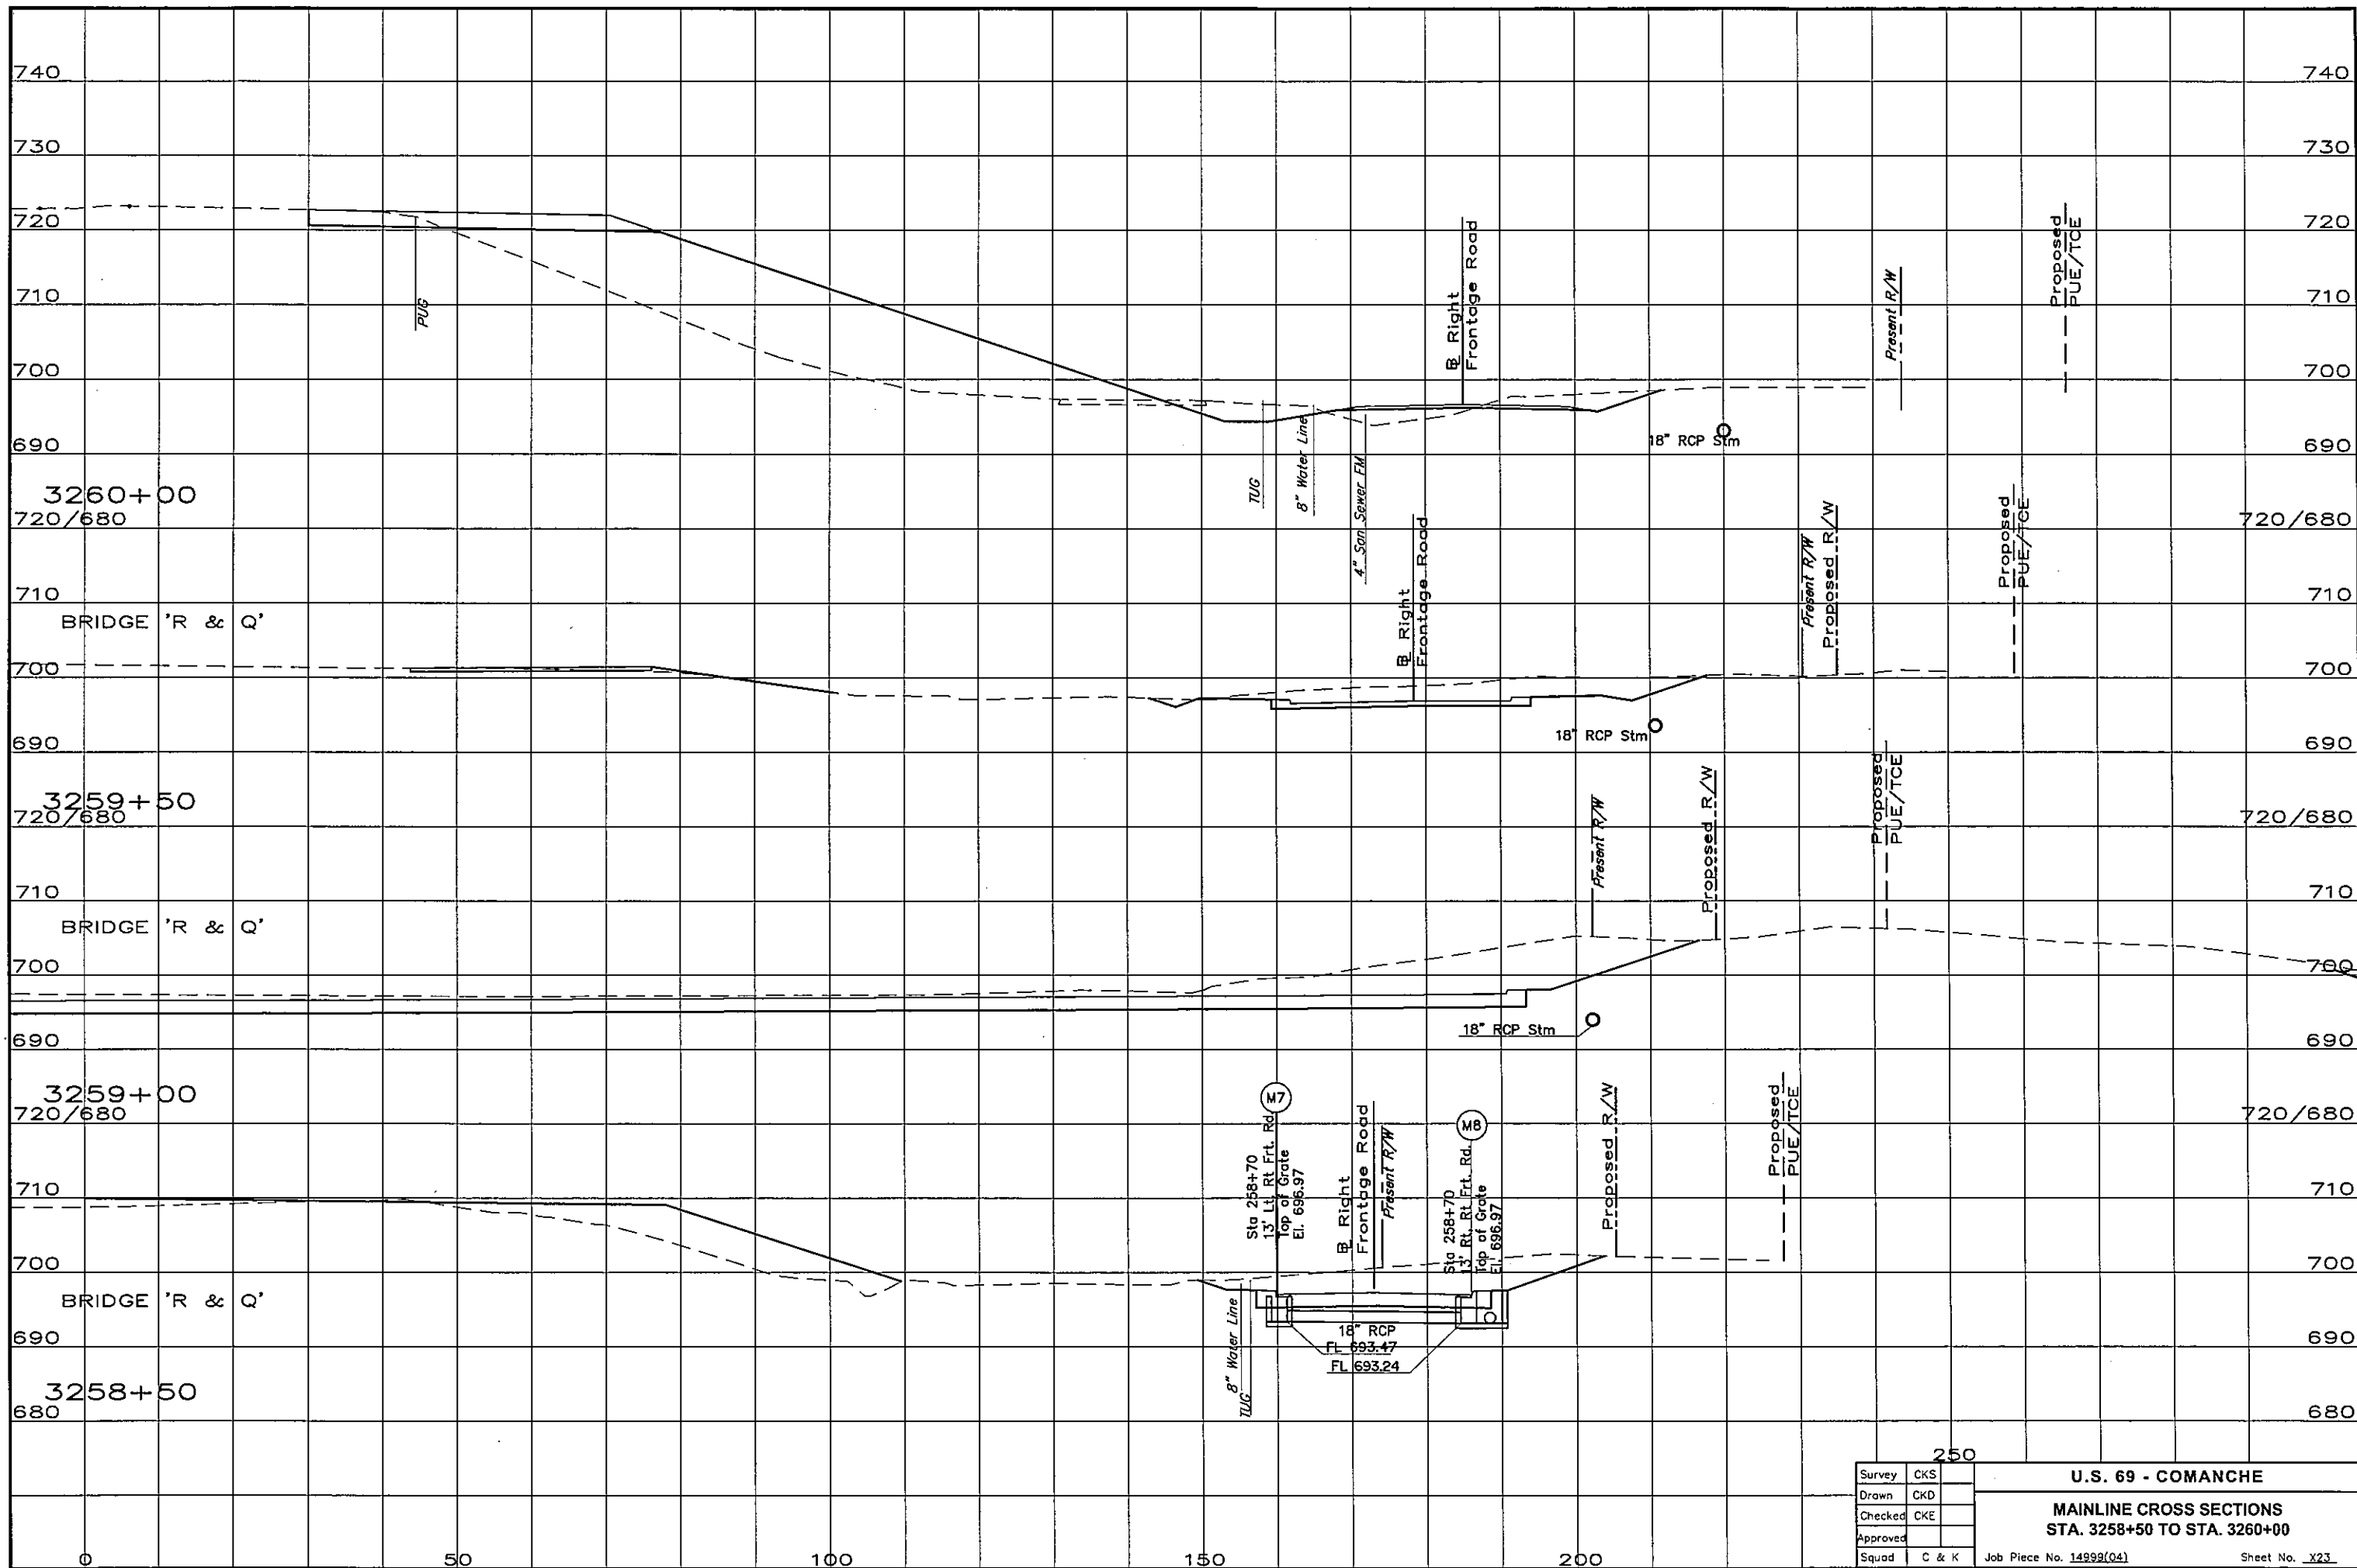 740 740
730 730
720 720
PUG
710 710
℄ Right
Frontage Road
Present R/W
Proposed
PUE/TCE
700 700
18" RCP Stm
690 690
TUG
8" Water Line
4" San Sewer FM
3260+00
720/680 720/680
℄ Right
Frontage Road
Present R/W
Proposed R/W
Proposed
PUE/TCE
710 710
BRIDGE 'R & Q'
700 700
18" RCP Stm
690 690
3259+50
720/680 720/680
Present R/W
Proposed R/W
Proposed
PUE/TCE
710 710
BRIDGE 'R & Q'
700 700
18" RCP Stm
690 690
3259+00
720/680 720/680
M7
Sta 258+70
13' Lt. Rt Frt. Rd
Top of Grate
El. 696.97
℄ Right
Frontage Road
Present R/W
M8
Sta 258+70
13' Rt. Rt Frt. Rd.
Top of Grate
El. 696.97
Proposed R/W
Proposed
PUE/TCE
710 710
700 700
BRIDGE 'R & Q'
8" Water Line
TUG
18" RCP
FL 693.47
FL 693.24
690 690
3258+50
680 680
250
0 50 100 150 200
Survey CKS
Drawn CKD
Checked CKE
Approved
Squad C & K
U.S. 69 - COMANCHE
MAINLINE CROSS SECTIONS
STA. 3258+50 TO STA. 3260+00
Job Piece No. 14999(04) Sheet No. X23